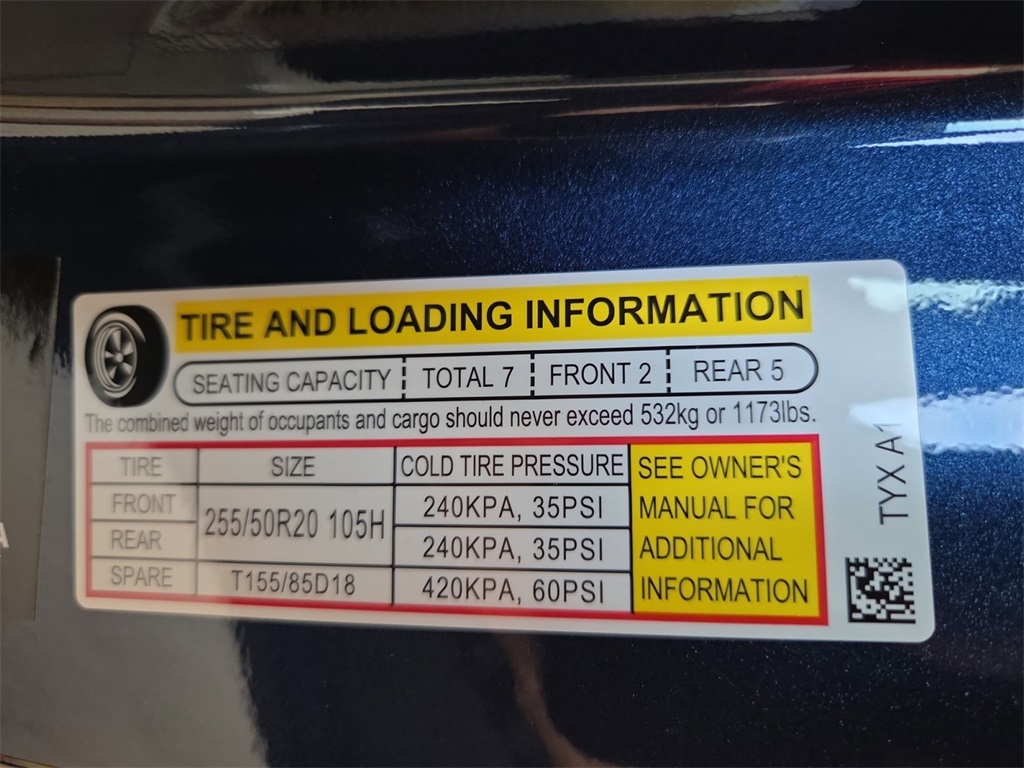 TIRE AND LOADING INFORMATION
SEATING CAPACITY TOTAL 7 FRONT 2 REAR 5
The combined weight of occupants and cargo should never exceed 532kg or 1173lbs.
TIRE SIZE COLD TIRE PRESSURE
FRONT 255/50R20 105H 240KPA, 35PSI
REAR 240KPA, 35PSI
SPARE T155/85D18 420KPA, 60PSI
SEE OWNER'S
MANUAL FOR
ADDITIONAL
INFORMATION
TYX A1
A